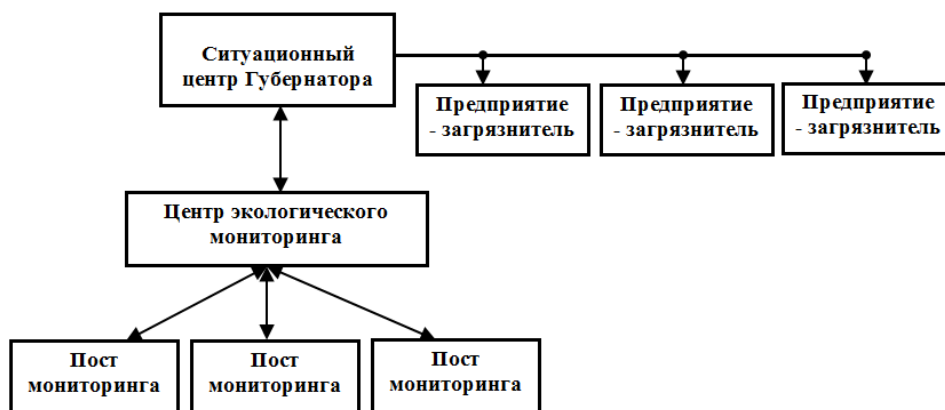 Ситуационный
центр Губернатора
Предприятие
- загрязнитель
Предприятие
- загрязнитель
Предприятие
- загрязнитель
Центр экологического
мониторинга
Пост
мониторинга
Пост
мониторинга
Пост
мониторинга